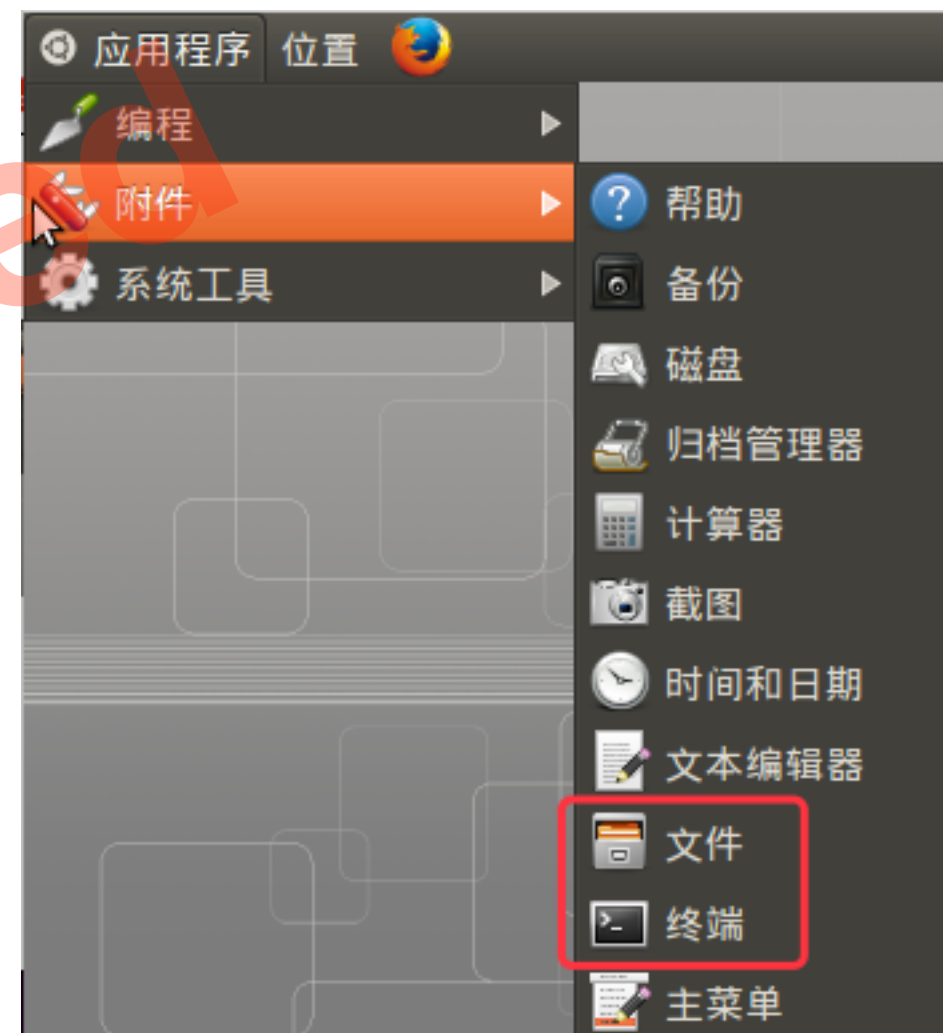 应用程序 位置
编程
附件
系统工具
帮助
备份
磁盘
归档管理器
计算器
截图
时间和日期
文本编辑器
文件
终端
主菜单
ed